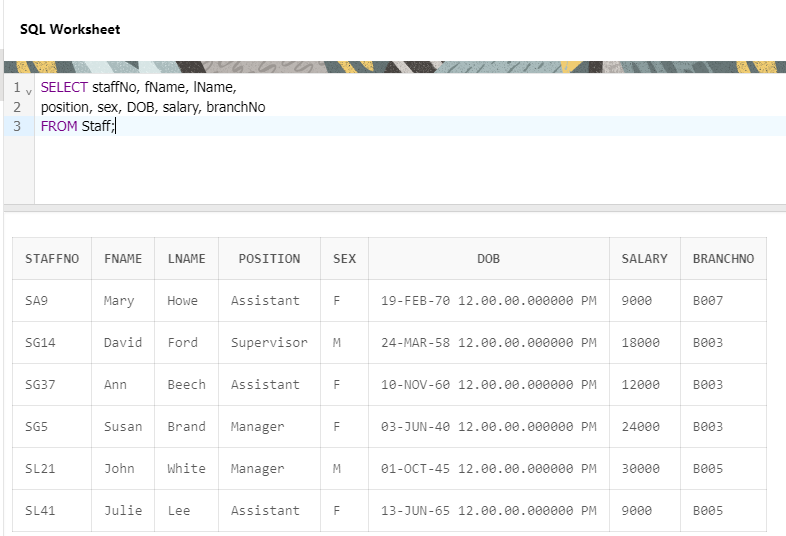 SQL Worksheet
1 SELECT staffNo, fName, lName,
2 position, sex, DOB, salary, branchNo
3 FROM Staff;
STAFFNO FNAME LNAME POSITION SEX DOB SALARY BRANCHNO
SA9 Mary Howe Assistant F 19-FEB-70 12.00.00.000000 PM 9000 B007
SG14 David Ford Supervisor M 24-MAR-58 12.00.00.000000 PM 18000 B003
SG37 Ann Beech Assistant F 10-NOV-60 12.00.00.000000 PM 12000 B003
SG5 Susan Brand Manager F 03-JUN-40 12.00.00.000000 PM 24000 B003
SL21 John White Manager M 01-OCT-45 12.00.00.000000 PM 30000 B005
SL41 Julie Lee Assistant F 13-JUN-65 12.00.00.000000 PM 9000 B005